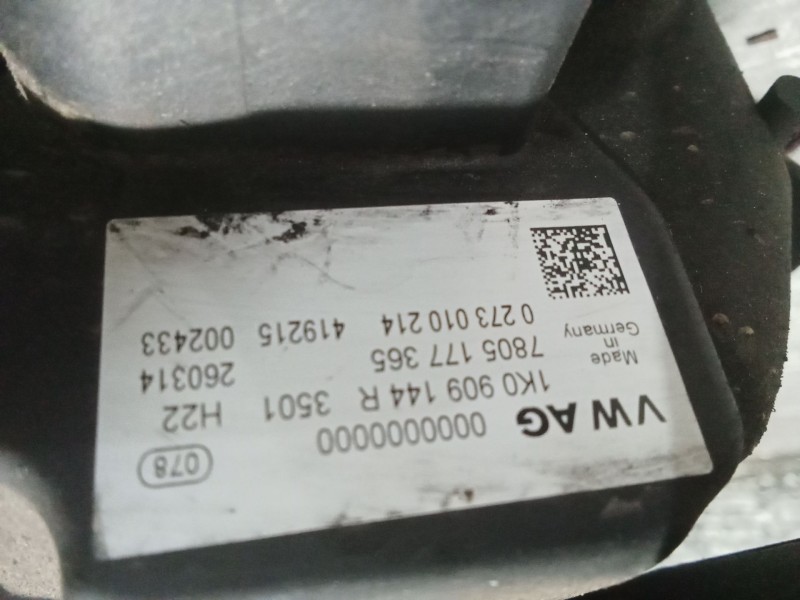 VW AG 000000000 078
1K0 909 144 R 3501 H22
7805 177 365 260314
0 273 010 214 419215 002433
Made
in
Germany